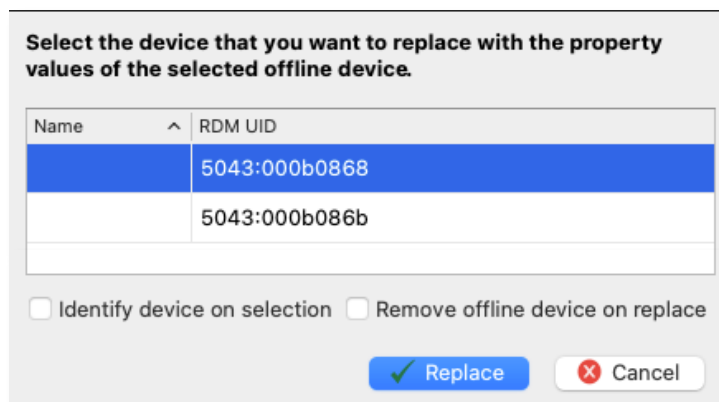 Select the device that you want to replace with the property
values of the selected offline device.
Name RDM UID
5043:000b0868
5043:000b086b
Identify device on selection Remove offline device on replace
Replace Cancel